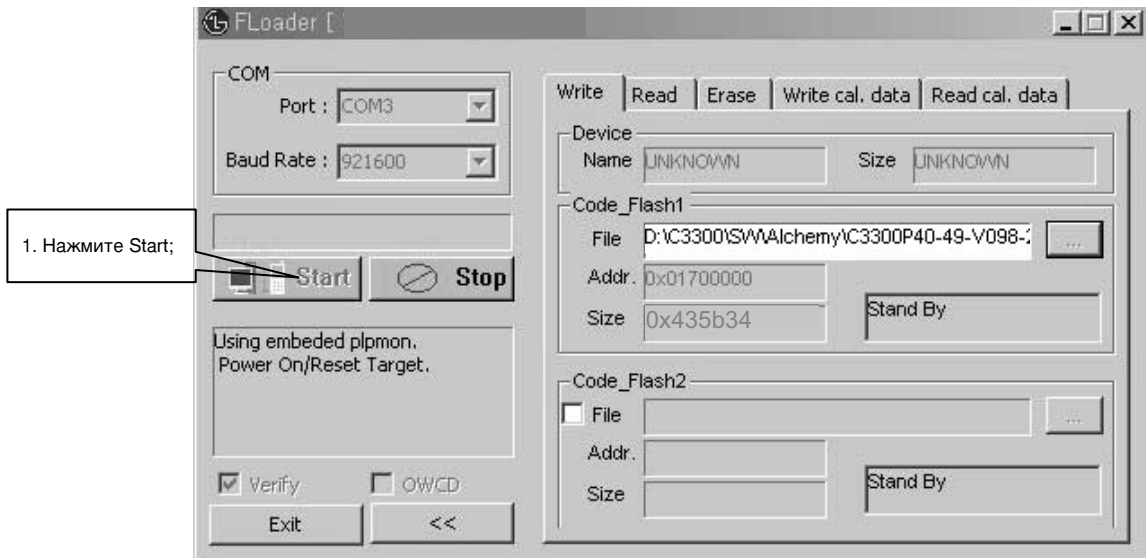 FLoader [
COM
Port : COM3
Baud Rate : 921600
1. Нажмите Start;
Start Stop
Using embeded plpmon.
Power On/Reset Target.
Verify OWCD
Exit <<
Write Read Erase Write cal. data Read cal. data
Device
Name UNKNOWN Size UNKNOWN
Code_Flash1
File D:\C3300\SW\Alchemy\C3300P40-49-V098-2 ...
Addr. 0x01700000
Size 0x435b34 Stand By
Code_Flash2
File ...
Addr.
Size Stand By